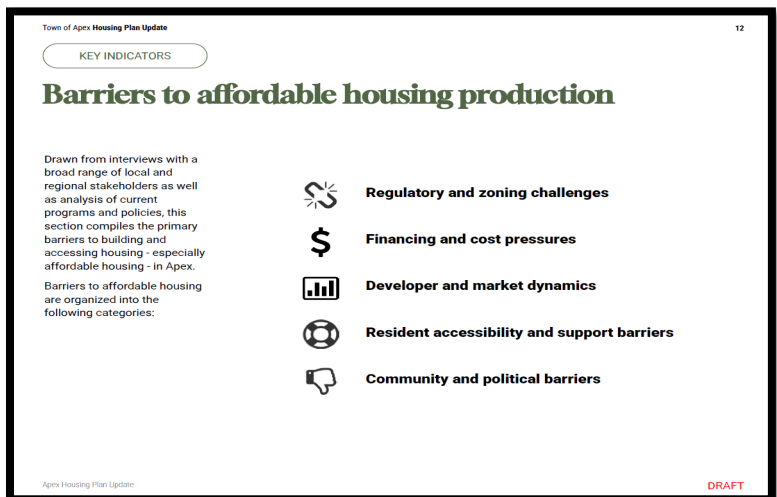 Town of Apex Housing Plan Update
12
KEY INDICATORS
Barriers to affordable housing production
Drawn from interviews with a
broad range of local and
regional stakeholders as well
as analysis of current
programs and policies, this
section compiles the primary
barriers to building and
accessing housing - especially
affordable housing - in Apex.
Barriers to affordable housing
are organized into the
following categories:
Regulatory and zoning challenges
$
Financing and cost pressures
Developer and market dynamics
Resident accessibility and support barriers
Community and political barriers
Apex Housing Plan Update
DRAFT